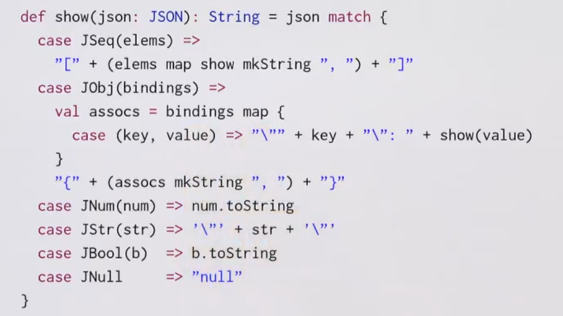 def show(json: JSON): String = json match {
  case JSeq(elems) =>
    ”[” + (elems map show mkString ”, ”) + ”]”
  case JObj(bindings) =>
    val assocs = bindings map {
      case (key, value) => ”\”” + key + ”\”: ” + show(value)
    }
    ”{” + (assocs mkString ”, ”) + ”}”
  case JNum(num) => num.toString
  case JStr(str) => ’\”’ + str + ’\”’
  case JBool(b)  => b.toString
  case JNull     => ”null”
}